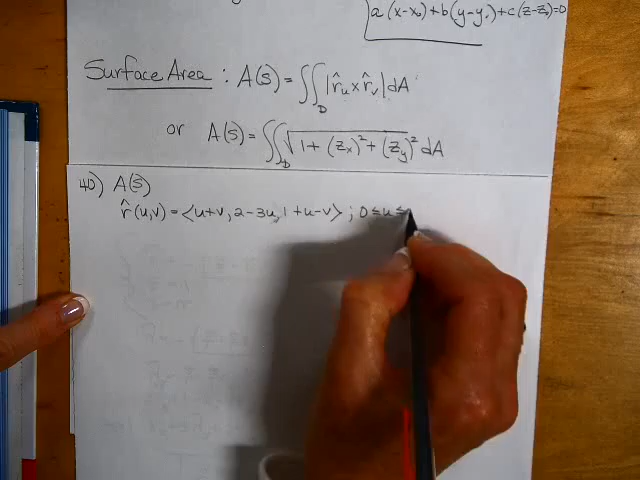 a(x-x₀)+b(y-y₀)+c(z-z₀)=0
Surface Area : A(S) = ∬_D |r̂_u x r̂_v| dA
or A(S) = ∬_D √(1 + (z_x)² + (z_y)²) dA
40) A(S)
r̂(u,v) = <u+v, 2-3u, 1+u-v> ; 0≤u≤